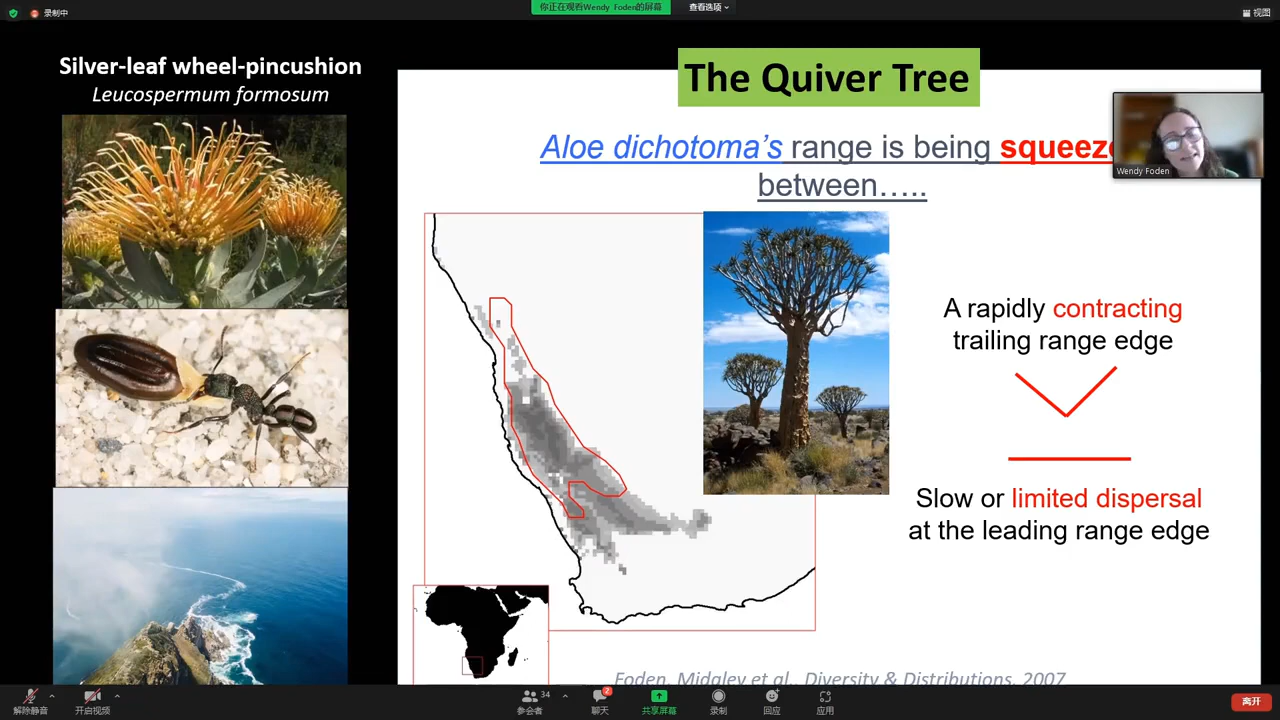 录制中
你正在观看Wendy Foden的屏幕
查看选项
视图
Silver-leaf wheel-pincushion
Leucospermum formosum
The Quiver Tree
Aloe dichotoma's range is being
between…..
Wendy Foden
A rapidly contracting
trailing range edge
Slow or limited dispersal
at the leading range edge
Foden, Midgley et al., Diversity & Distributions, 2007
解除静音
开启视频
34
参会者
2
聊天
共享屏幕
录制
回应
应用
离开